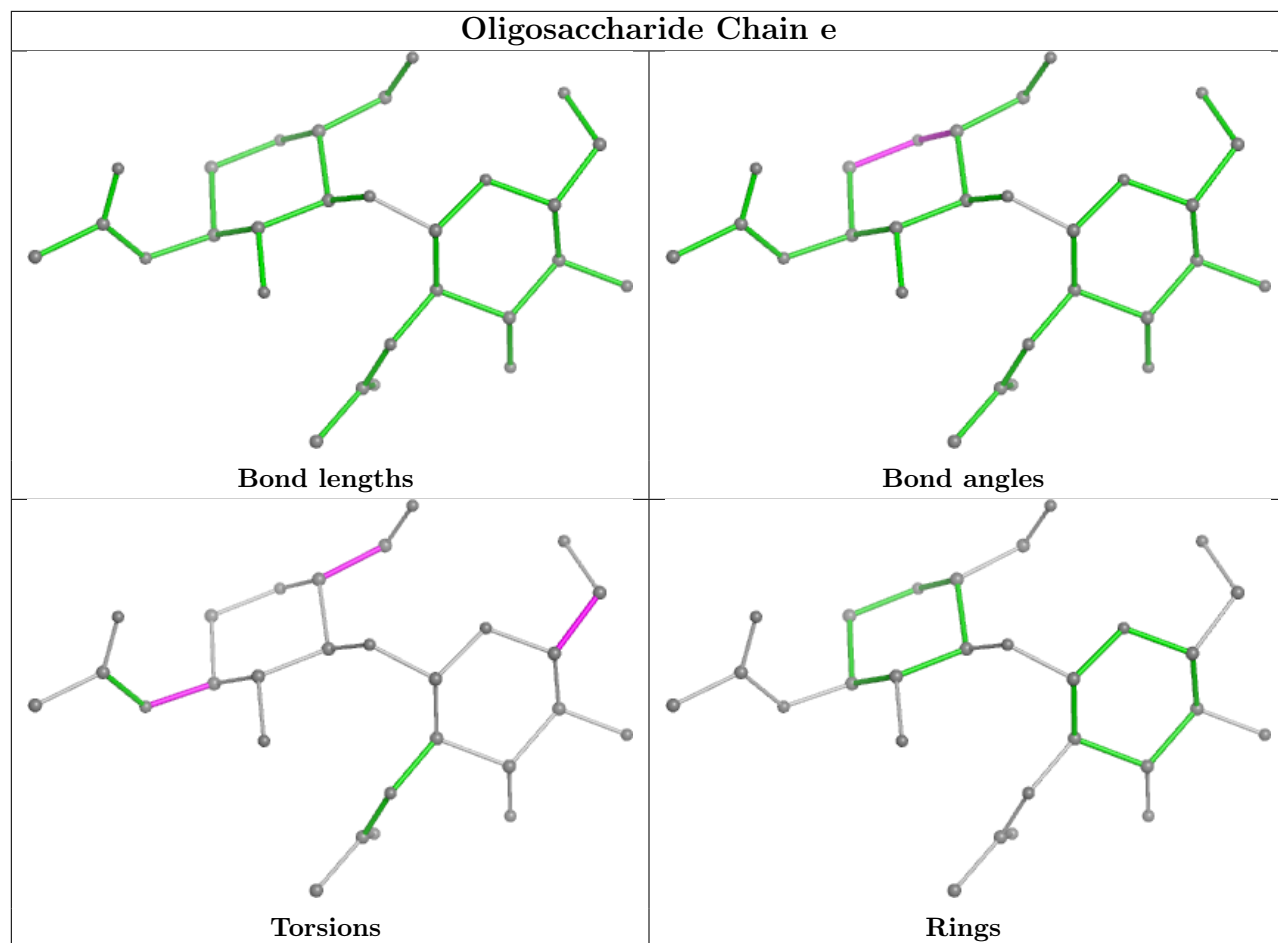 Oligosaccharide Chain e
Bond lengths
Bond angles
Torsions
Rings